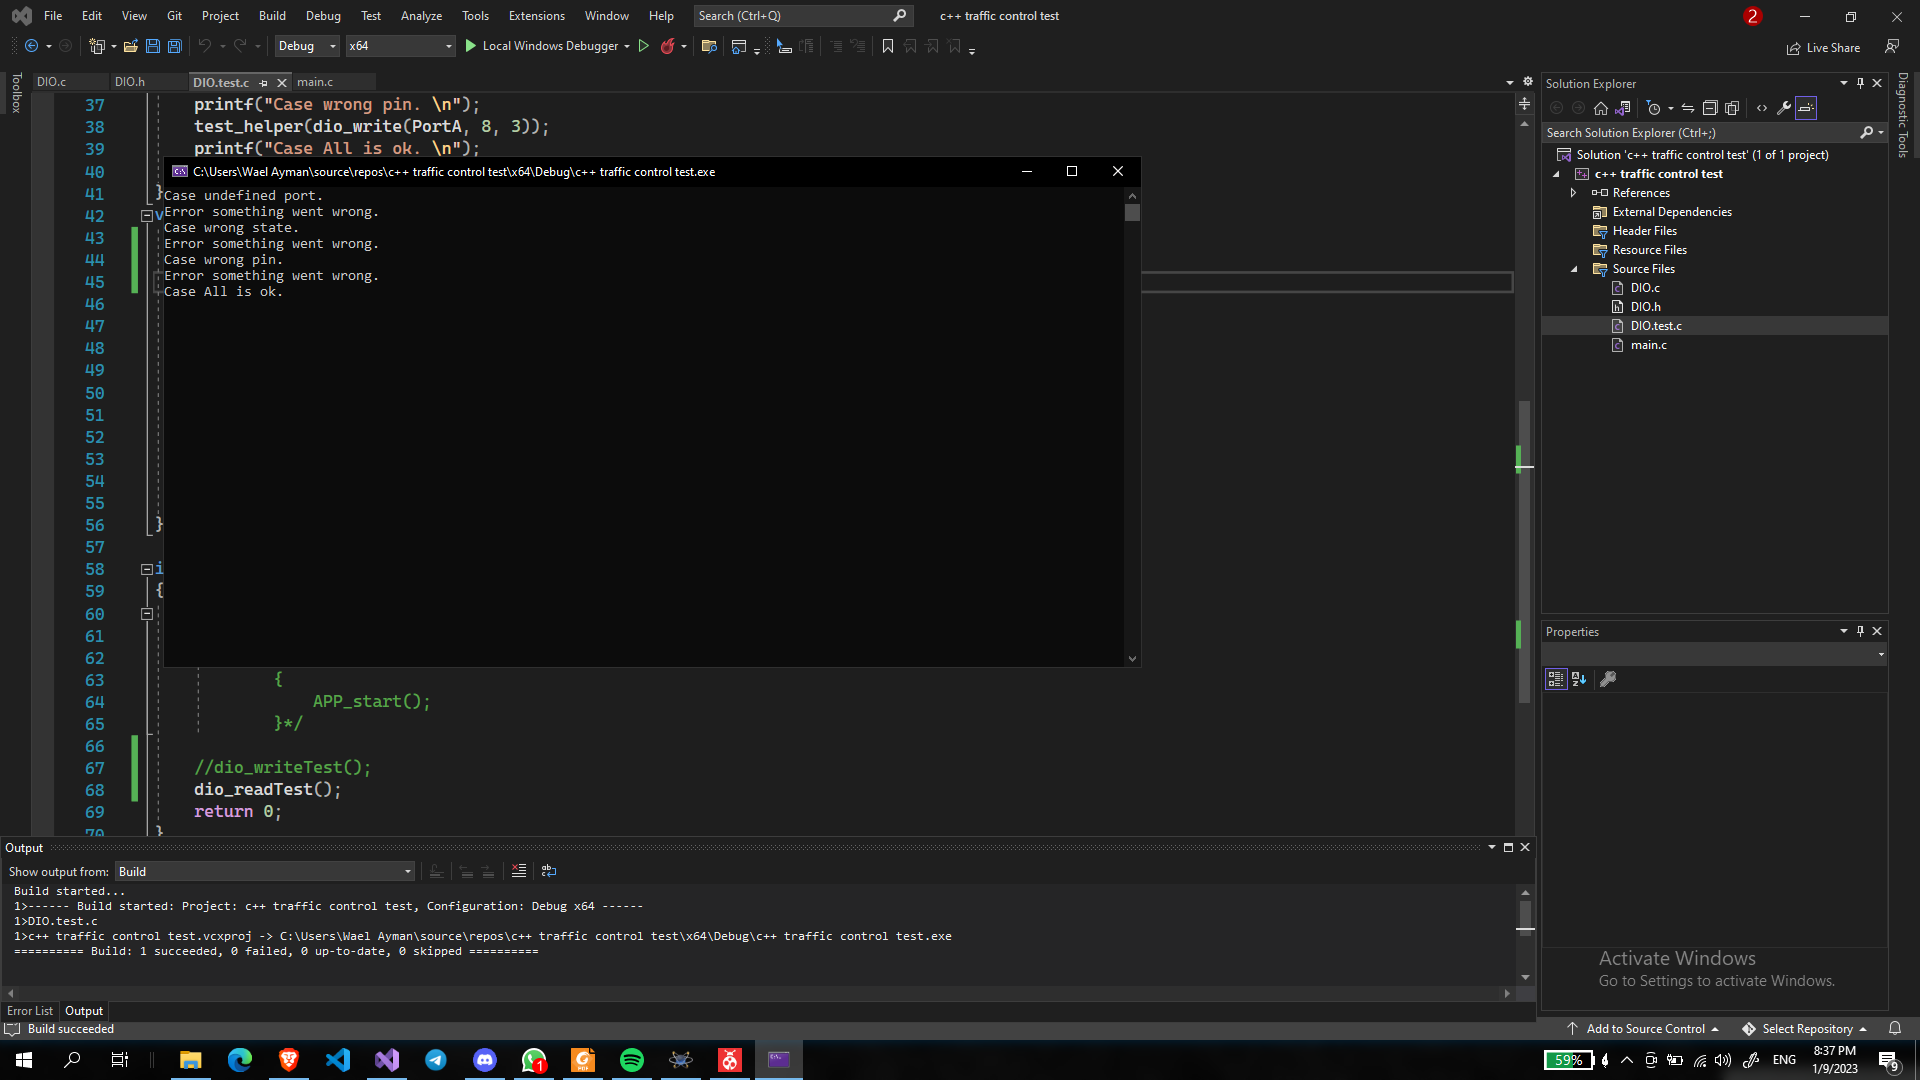 File Edit View Git Project Build Debug Test Analyze Tools Extensions Window Help Search (Ctrl+Q) c++ traffic control test 2
Debug x64 Local Windows Debugger Live Share
Toolbox
DIO.c DIO.h DIO.test.c main.c
37 printf("Case wrong pin. \n");
38 test_helper(dio_write(PortA, 8, 3));
39 printf("Case All is ok. \n");
40
41 }
42 v
43
44
45
46
47
48
49
50
51
52
53
54
55
56 }
57
58 i
59 {
60
61
62
63 {
64 APP_start();
65 }*/
66
67 //dio_writeTest();
68 dio_readTest();
69 return 0;
70 }
C:\Users\Wael Ayman\source\repos\c++ traffic control test\x64\Debug\c++ traffic control test.exe
Case undefined port.
Error something went wrong.
Case wrong state.
Error something went wrong.
Case wrong pin.
Error something went wrong.
Case All is ok.
Solution Explorer
Search Solution Explorer (Ctrl+;)
Solution 'c++ traffic control test' (1 of 1 project)
c++ traffic control test
References
External Dependencies
Header Files
Resource Files
Source Files
DIO.c
DIO.h
DIO.test.c
main.c
Diagnostic Tools
Properties
Output
Show output from: Build
Build started...
1>------ Build started: Project: c++ traffic control test, Configuration: Debug x64 ------
1>DIO.test.c
1>c++ traffic control test.vcxproj -> C:\Users\Wael Ayman\source\repos\c++ traffic control test\x64\Debug\c++ traffic control test.exe
========== Build: 1 succeeded, 0 failed, 0 up-to-date, 0 skipped ==========
Activate Windows
Go to Settings to activate Windows.
Error List Output
Build succeeded
Add to Source Control Select Repository
1
59%
ENG
8:37 PM
1/9/2023
9